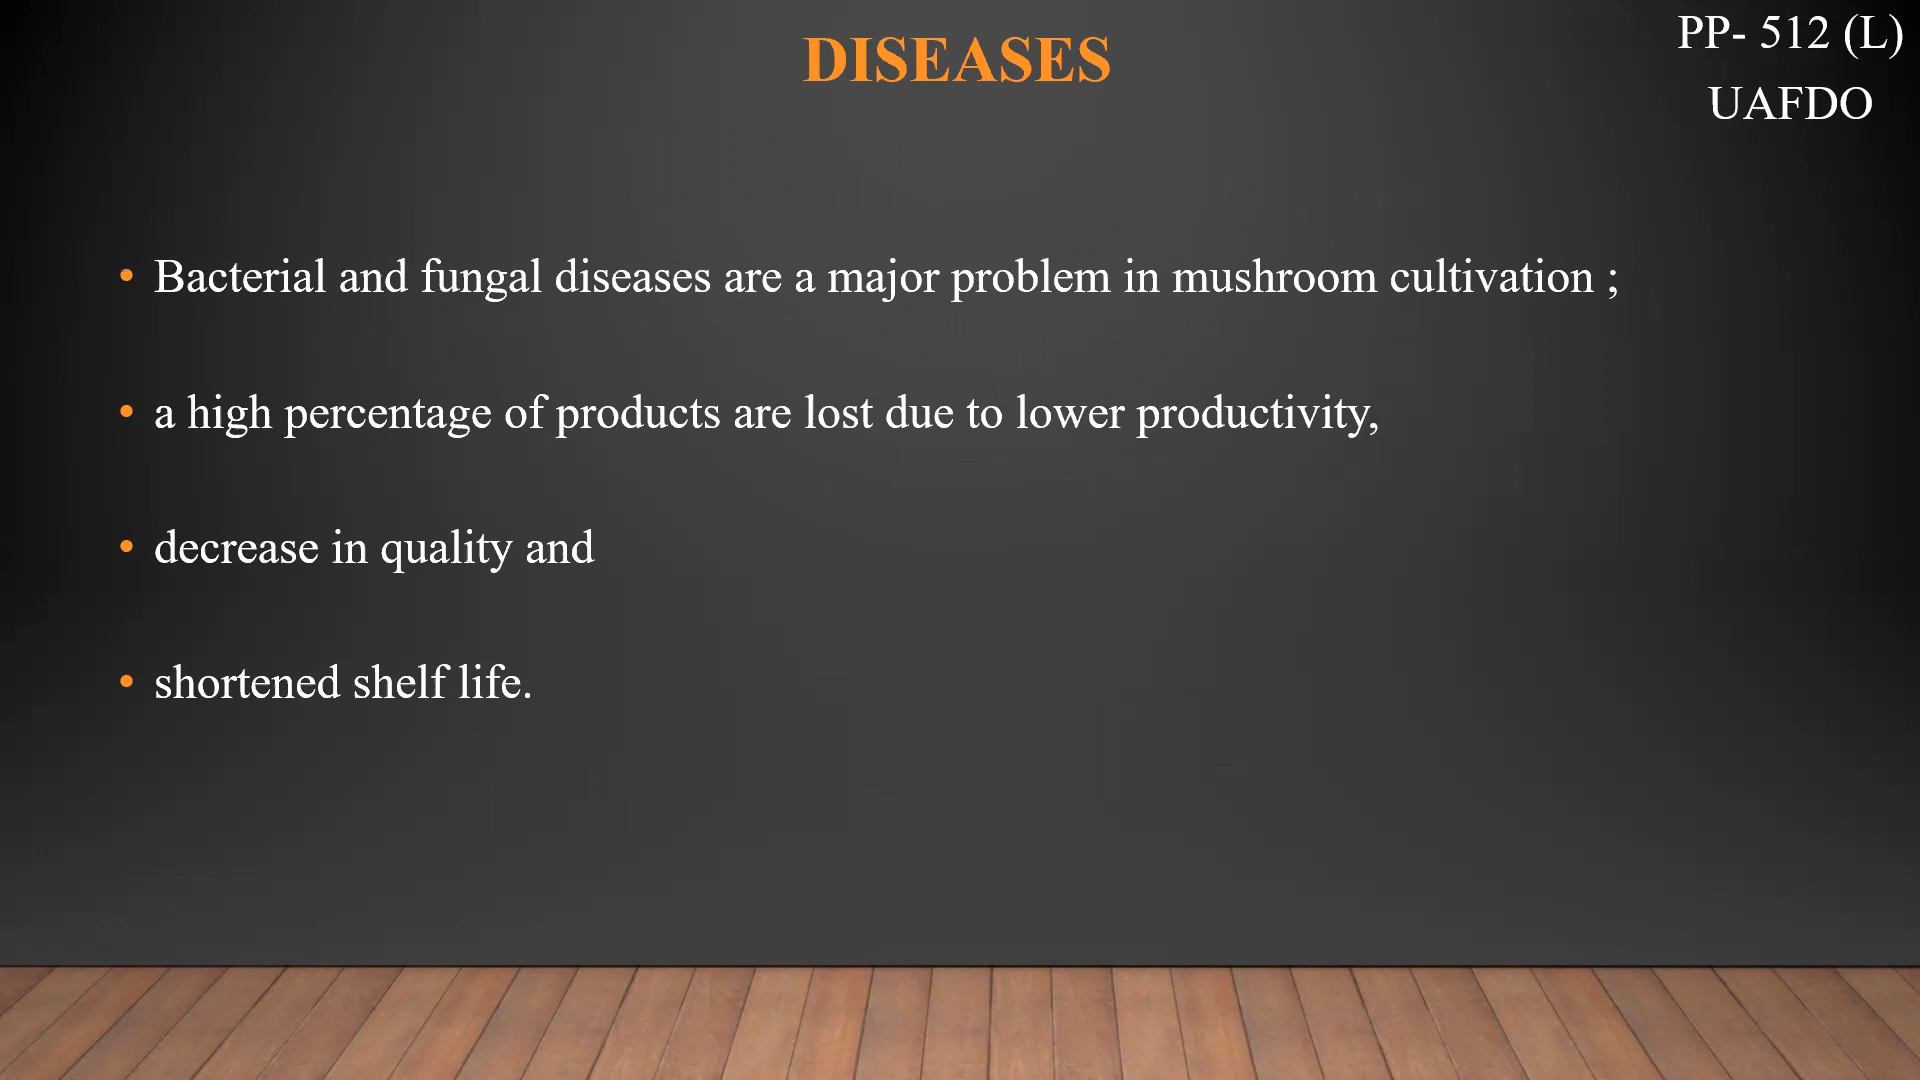 DISEASES
PP- 512 (L)
UAFDO
• Bacterial and fungal diseases are a major problem in mushroom cultivation ;
• a high percentage of products are lost due to lower productivity,
• decrease in quality and
• shortened shelf life.